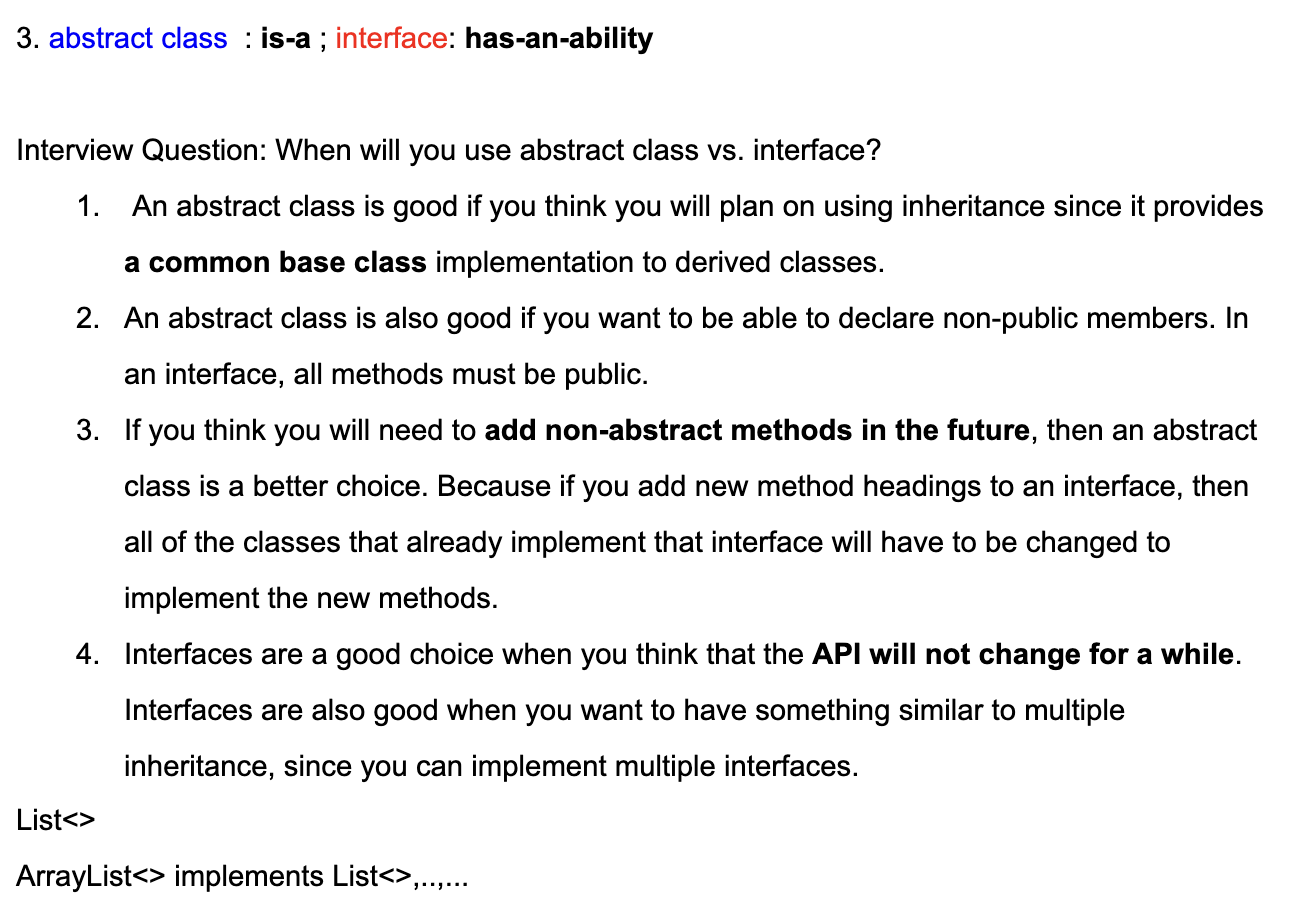 3. abstract class : is-a ; interface: has-an-ability
Interview Question: When will you use abstract class vs. interface?
1. An abstract class is good if you think you will plan on using inheritance since it provides
a common base class implementation to derived classes.
2. An abstract class is also good if you want to be able to declare non-public members. In
an interface, all methods must be public.
3. If you think you will need to add non-abstract methods in the future, then an abstract
class is a better choice. Because if you add new method headings to an interface, then
all of the classes that already implement that interface will have to be changed to
implement the new methods.
4. Interfaces are a good choice when you think that the API will not change for a while.
Interfaces are also good when you want to have something similar to multiple
inheritance, since you can implement multiple interfaces.
List<>
ArrayList<> implements List<>,..,...